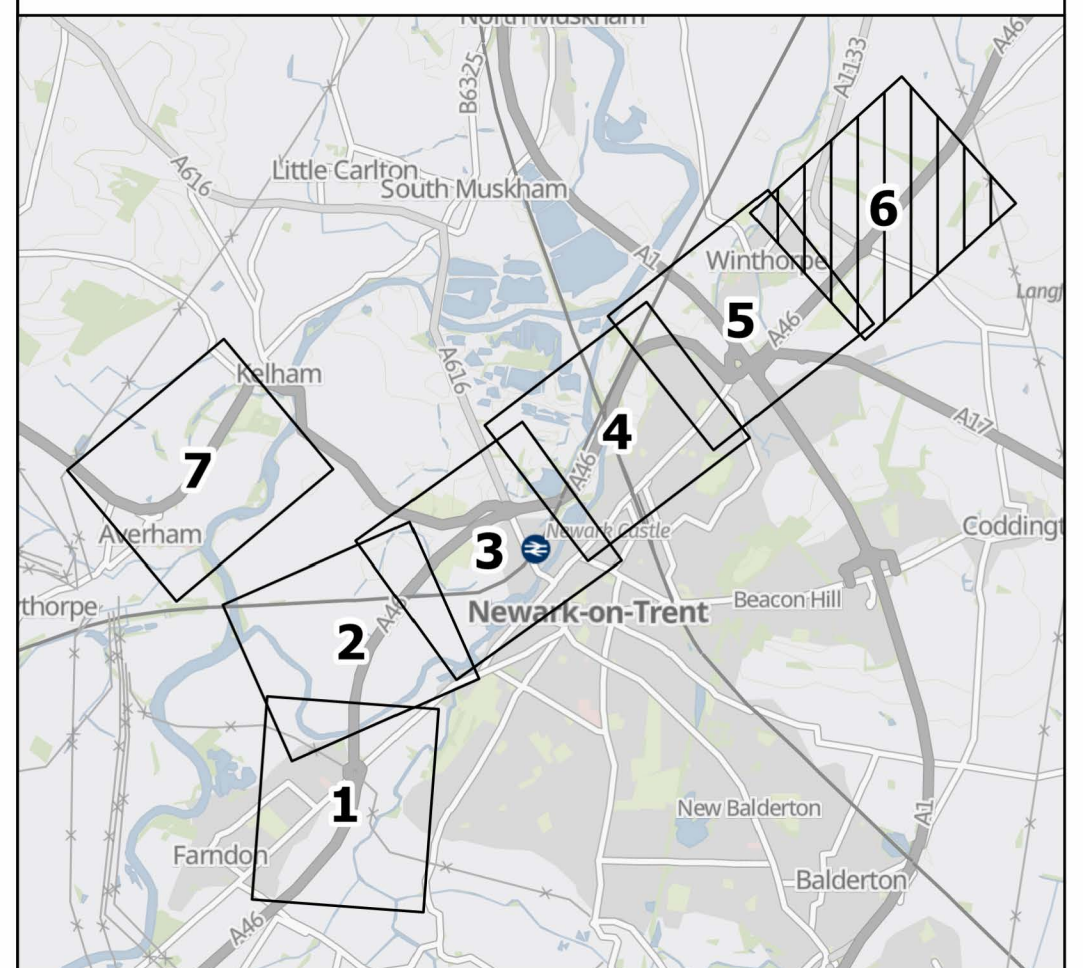 North Muskham
A46
B6325
A1133
A616
Little Carlton
South Muskham
6
A1
Winthorpe
Langf
5
A46
Kelham
A616
4
A17
7
A46
Averham
Newark Castle
Coddingt
3
thorpe
A46
Newark-on-Trent
Beacon Hill
2
1
New Balderton
A1
Farndon
Balderton
A46